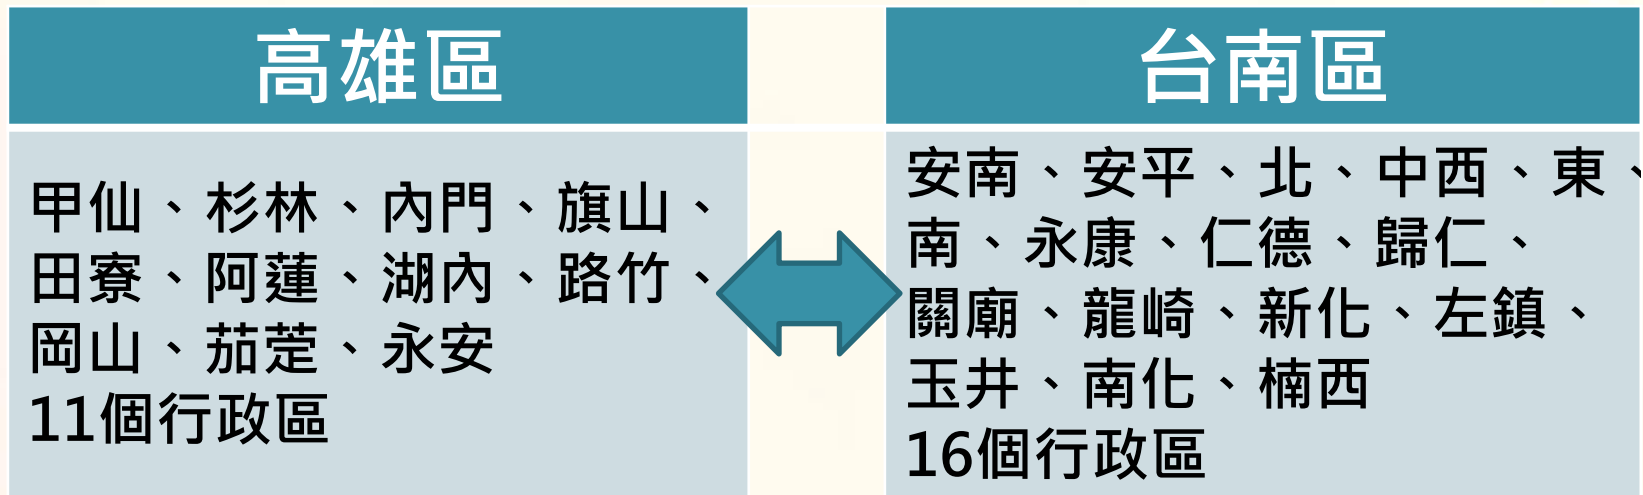 高雄區
甲仙、杉林、內門、旗山、
田寮、阿蓮、湖內、路竹、
岡山、茄萣、永安
11個行政區
台南區
安南、安平、北、中西、東、
南、永康、仁德、歸仁、
關廟、龍崎、新化、左鎮、
玉井、南化、楠西
16個行政區